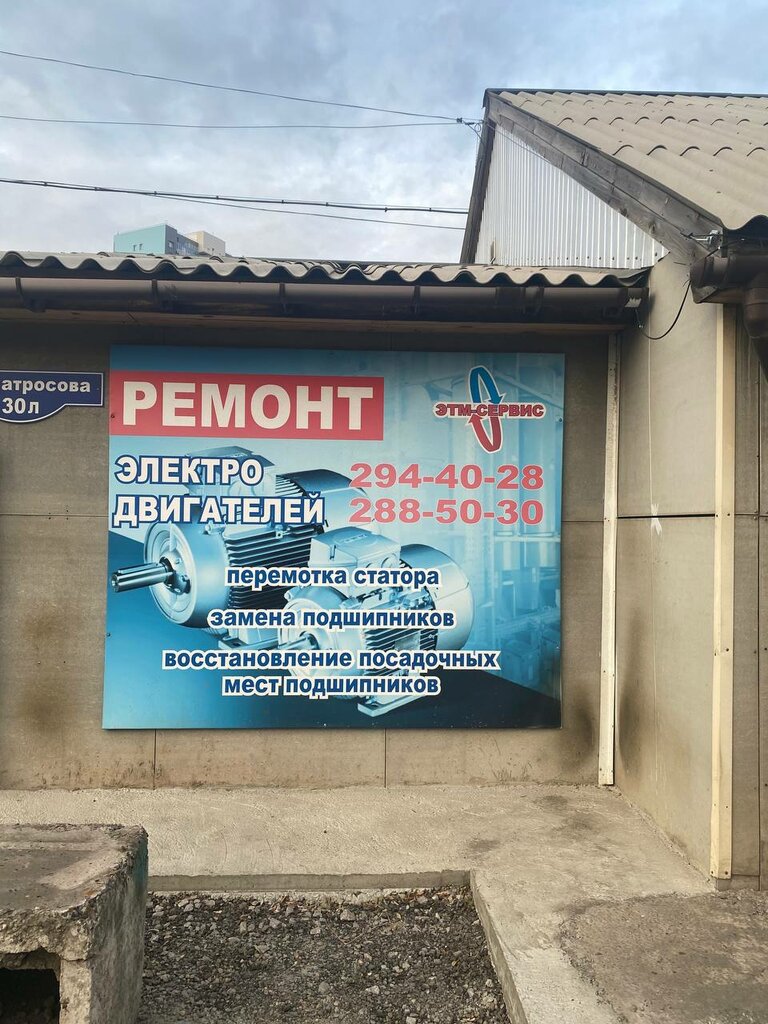 атросова
30л
РЕМОНТ
ЭТМ-СЕРВИС
ЭЛЕКТРО
ДВИГАТЕЛЕЙ
294-40-28
288-50-30
перемотка статора
замена подшипников
восстановление посадочных
мест подшипников